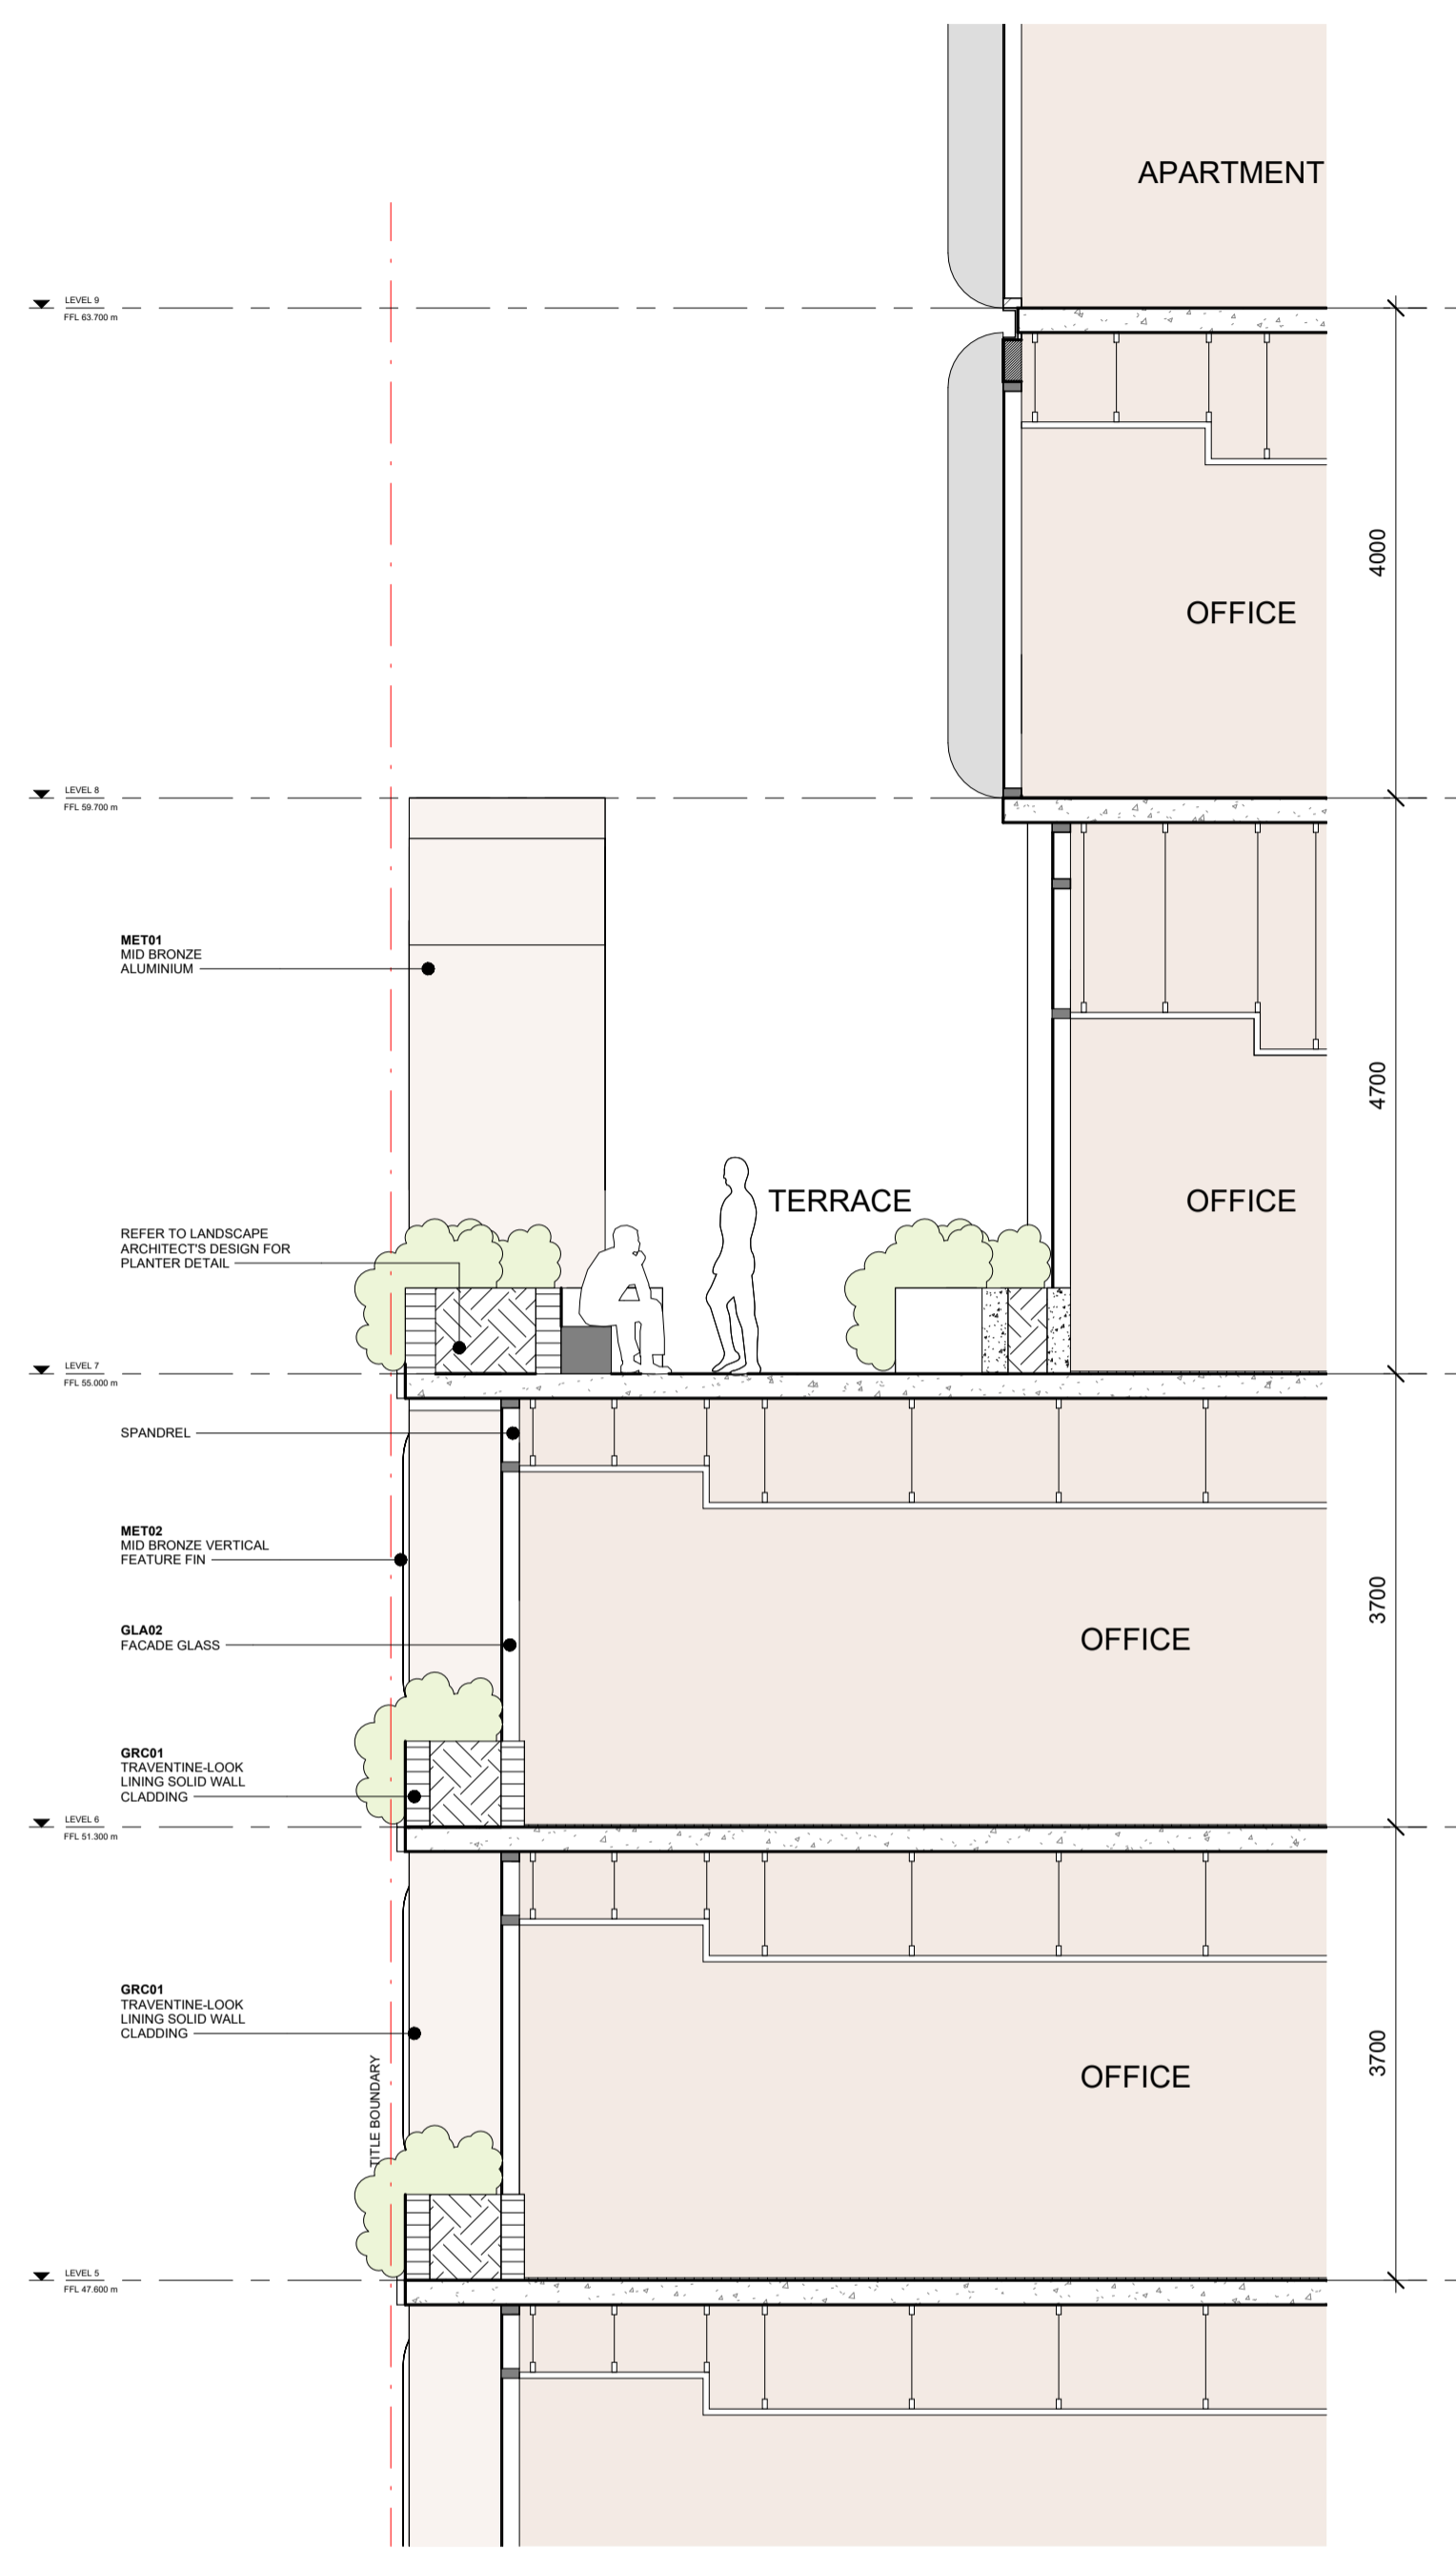 APARTMENT
LEVEL 9
FFL 63.700 m
4000
OFFICE
LEVEL 8
FFL 59.700 m
MET01
MID BRONZE
ALUMINIUM
4700
TERRACE
OFFICE
REFER TO LANDSCAPE
ARCHITECT'S DESIGN FOR
PLANTER DETAIL
LEVEL 7
FFL 55.000 m
SPANDREL
MET02
MID BRONZE VERTICAL
FEATURE FIN
3700
GLA02
FACADE GLASS
OFFICE
GRC01
TRAVENTINE-LOOK
LINING SOLID WALL
CLADDING
LEVEL 6
FFL 51.300 m
GRC01
TRAVENTINE-LOOK
LINING SOLID WALL
CLADDING
3700
OFFICE
TITLE BOUNDARY
LEVEL 5
FFL 47.600 m